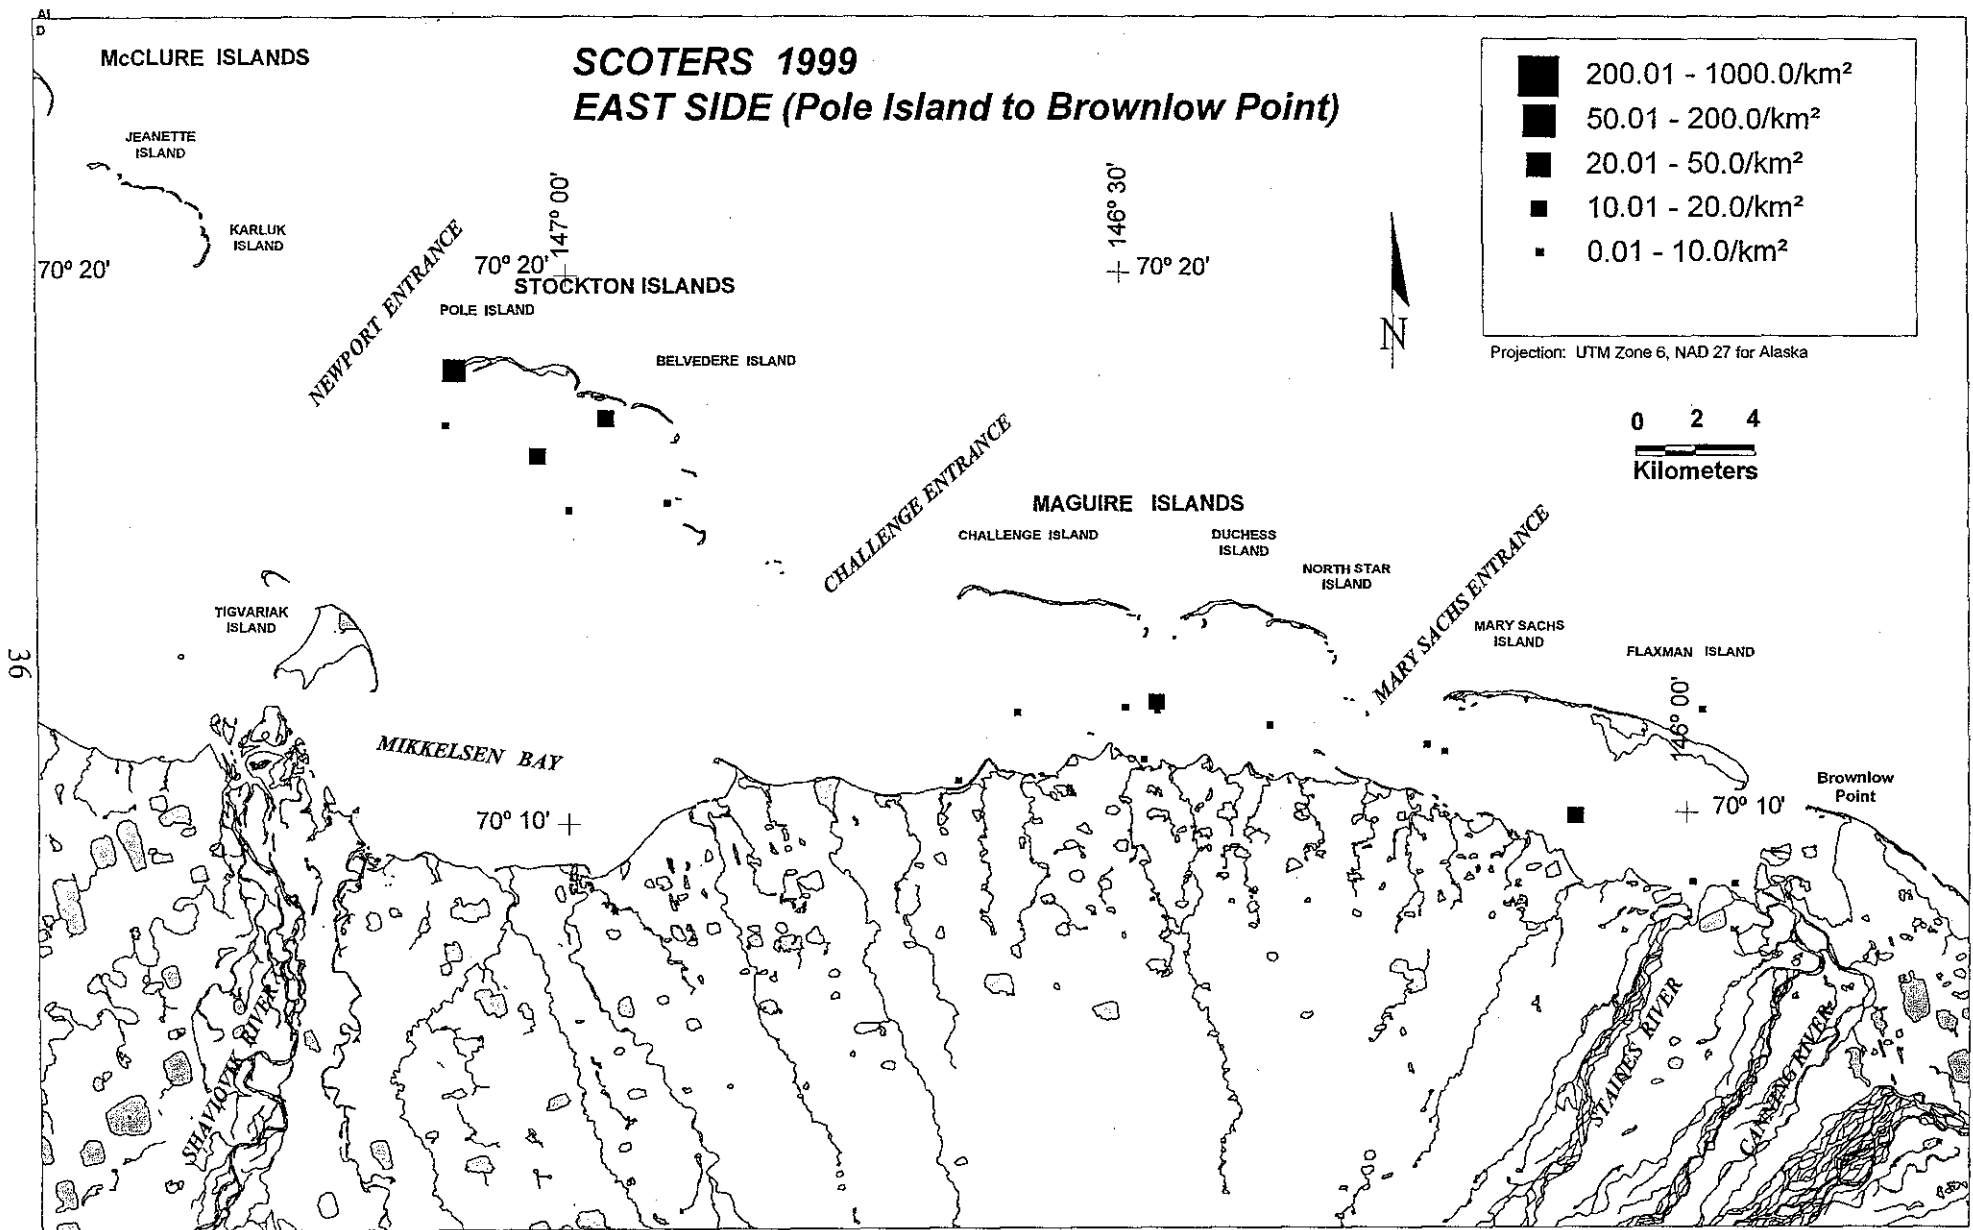 AI
D
McCLURE ISLANDS
SCOTERS 1999
EAST SIDE (Pole Island to Brownlow Point)
200.01 - 1000.0/km²
50.01 - 200.0/km²
20.01 - 50.0/km²
10.01 - 20.0/km²
0.01 - 10.0/km²
Projection: UTM Zone 6, NAD 27 for Alaska
JEANETTE
ISLAND
KARLUK
ISLAND
70° 20'
NEWPORT ENTRANCE
147° 00'
70° 20'
146° 30'
70° 20'
N
STOCKTON ISLANDS
POLE ISLAND
BELVEDERE ISLAND
0 2 4
Kilometers
CHALLENGE ENTRANCE
MAGUIRE ISLANDS
CHALLENGE ISLAND
DUCHESS
ISLAND
NORTH STAR
ISLAND
MARY SACHS ENTRANCE
MARY SACHS
ISLAND
FLAXMAN ISLAND
TIGVARIAK
ISLAND
36
146° 00'
MIKKELSEN BAY
70° 10'
70° 10'
Brownlow
Point
SHAVIOVIK RIVER
STAINES RIVER
CANNING RIVER